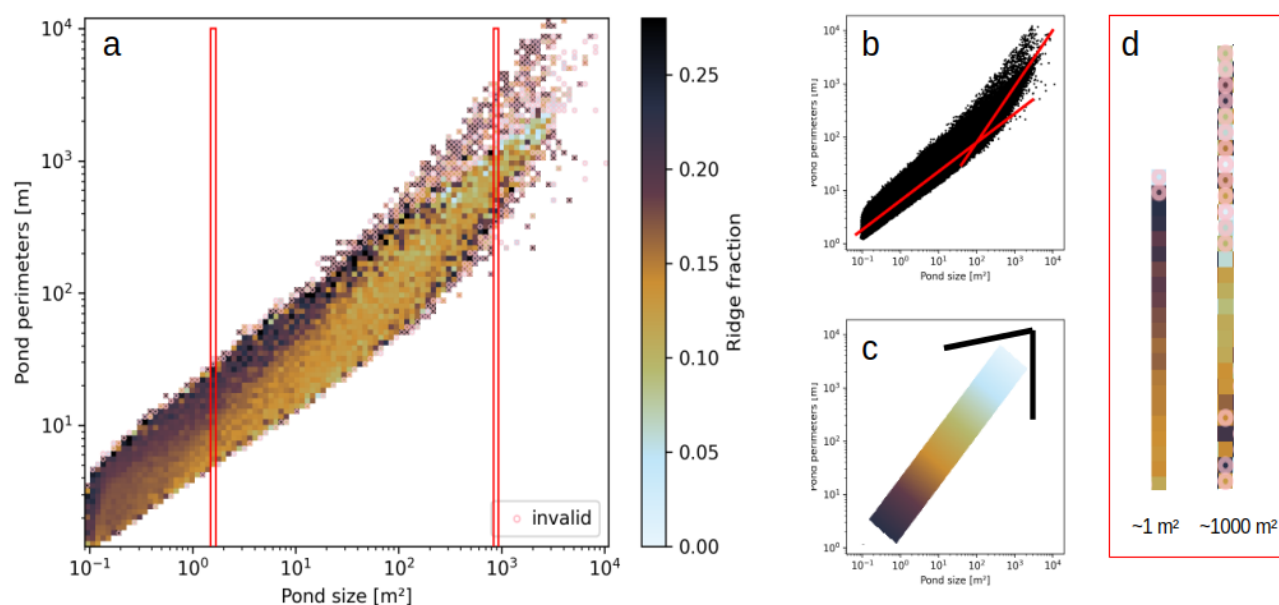 a
10⁴
10³
10²
10¹
Pond perimeters [m]
10⁻¹
10⁰
10¹
10²
10³
10⁴
Pond size [m²]
invalid
0.25
0.20
0.15
0.10
0.05
0.00
Ridge fraction
b
10⁴
10³
10²
10¹
10⁰
Pond perimeters [m]
10⁻¹
10⁰
10¹
10²
10³
10⁴
Pond size [m²]
c
10⁴
10³
10²
10¹
10⁰
Pond perimeters [m]
10⁻¹
10⁰
10¹
10²
10³
10⁴
Pond size [m²]
d
~1 m²
~1000 m²